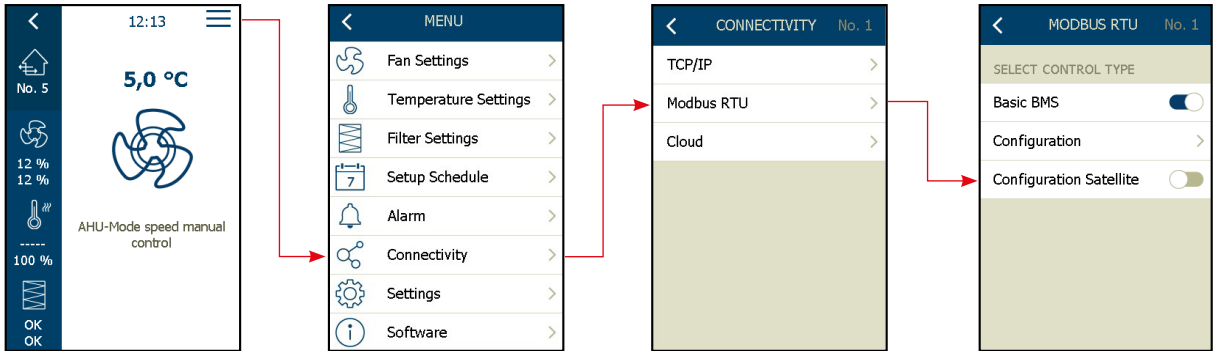 12:13
No. 5
12 %
12 %
-----
100 %
OK
OK
5,0 °C
AHU-Mode speed manual
control
MENU
Fan Settings
Temperature Settings
Filter Settings
7
Setup Schedule
Alarm
Connectivity
Settings
Software
CONNECTIVITY No. 1
TCP/IP
Modbus RTU
Cloud
MODBUS RTU No. 1
SELECT CONTROL TYPE
Basic BMS
Configuration
Configuration Satellite